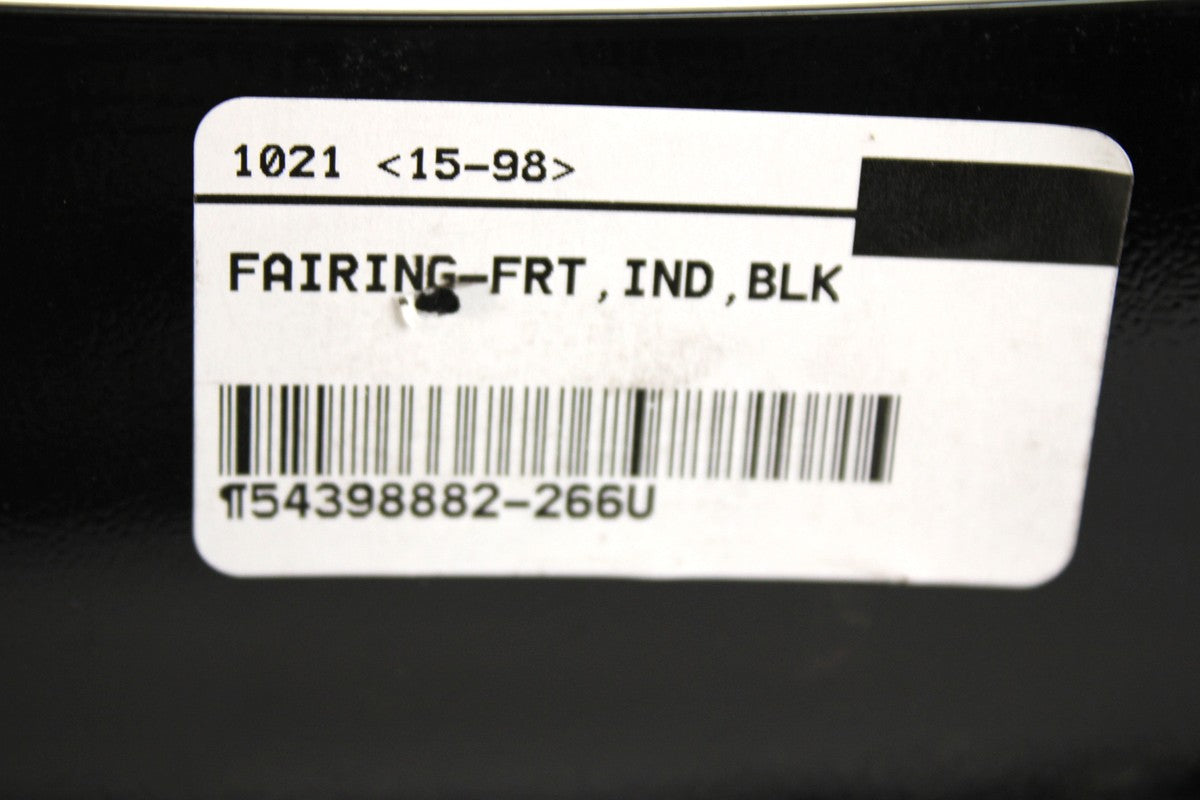 1021 <15-98>
FAIRING-FRT,IND,BLK
¶54398882-266U